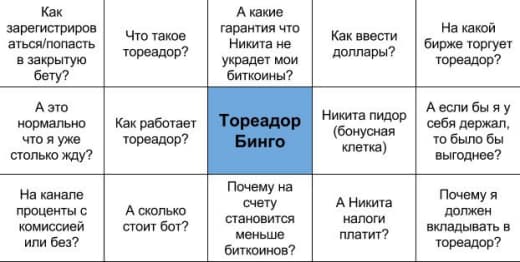 Как
зарегистриров
аться/попасть
в закрытую
бету?
Что такое
тореадор?
А какие
гарантия что
Никита не
украдет мои
биткоины?
Как ввести
доллары?
На какой
бирже торгует
тореадор?
А это
нормально
что я уже
столько жду?
Как работает
тореадор?
Тореадор
Бинго
Никита пидор
(бонусная
клетка)
А если бы я у
себя держал,
то было бы
выгоднее?
На канале
проценты с
комиссией
или без?
А сколько
стоит бот?
Почему на
счету
становится
меньше
биткоинов?
А Никита
налоги
платит?
Почему я
должен
вкладывать в
тореадор?